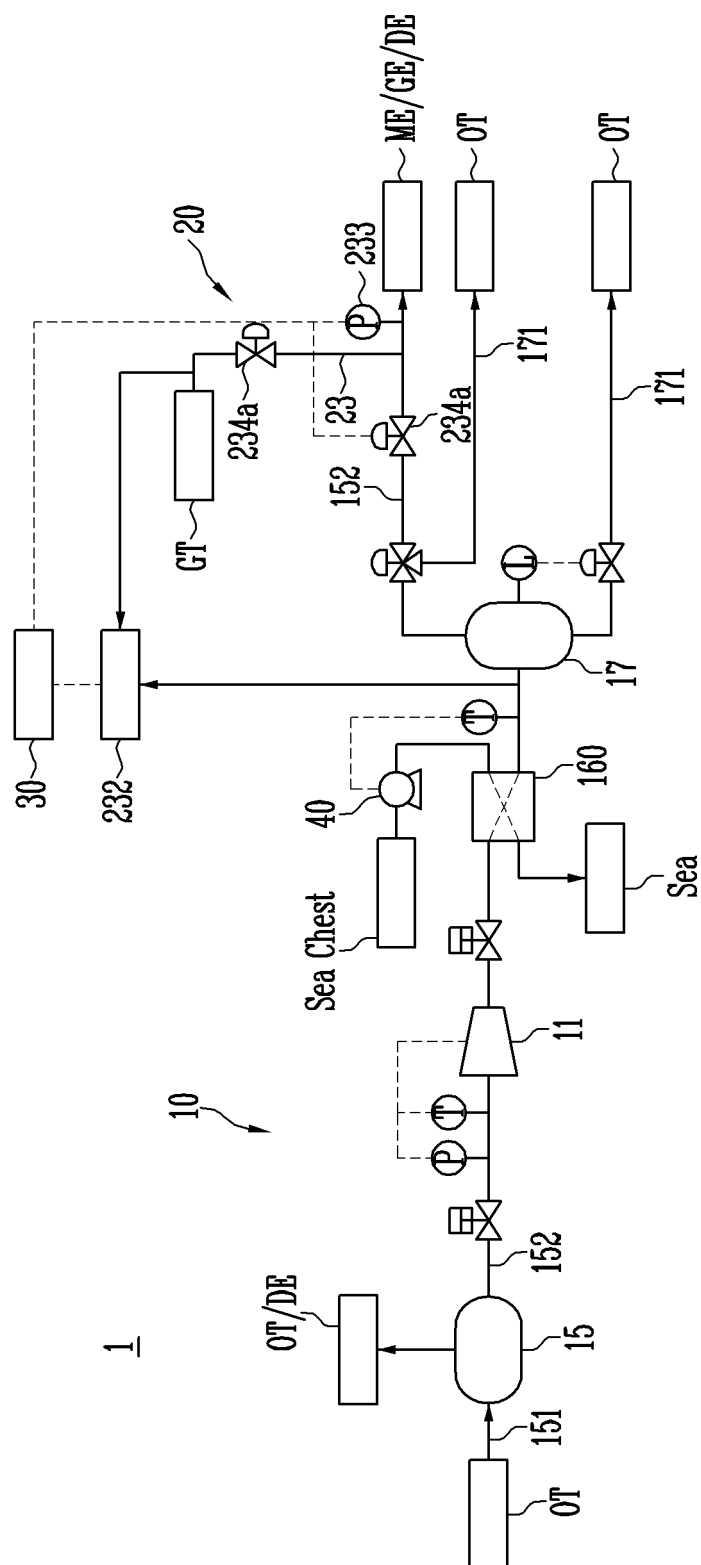 1
10
20
30
232
GT
234a
23
P
233
ME/GE/DE
152
234a
171
OT
OT
171
L
17
T
40
Sea Chest
160
Sea
11
T
P
152
OT/DE
15
151
OT